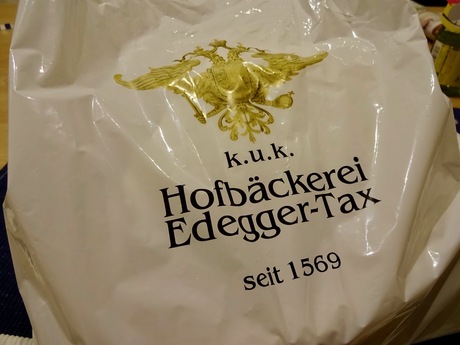 k.u.k.
Hofbäckerei
Edegger-Tax
seit 1569